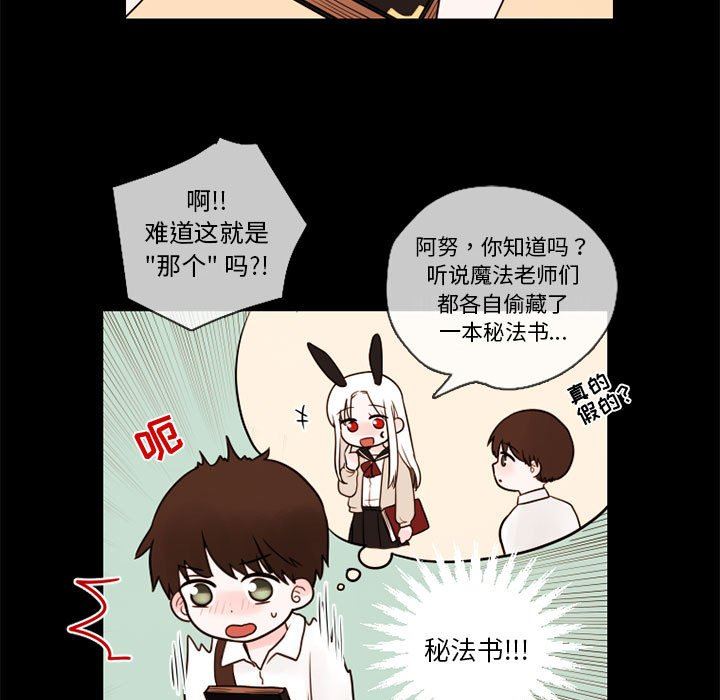 啊!!
难道这就是
"那个" 吗?!
阿努，你知道吗？
听说魔法老师们
都各自偷藏了
一本秘法书...
真的
假的?
呃
秘法书!!!